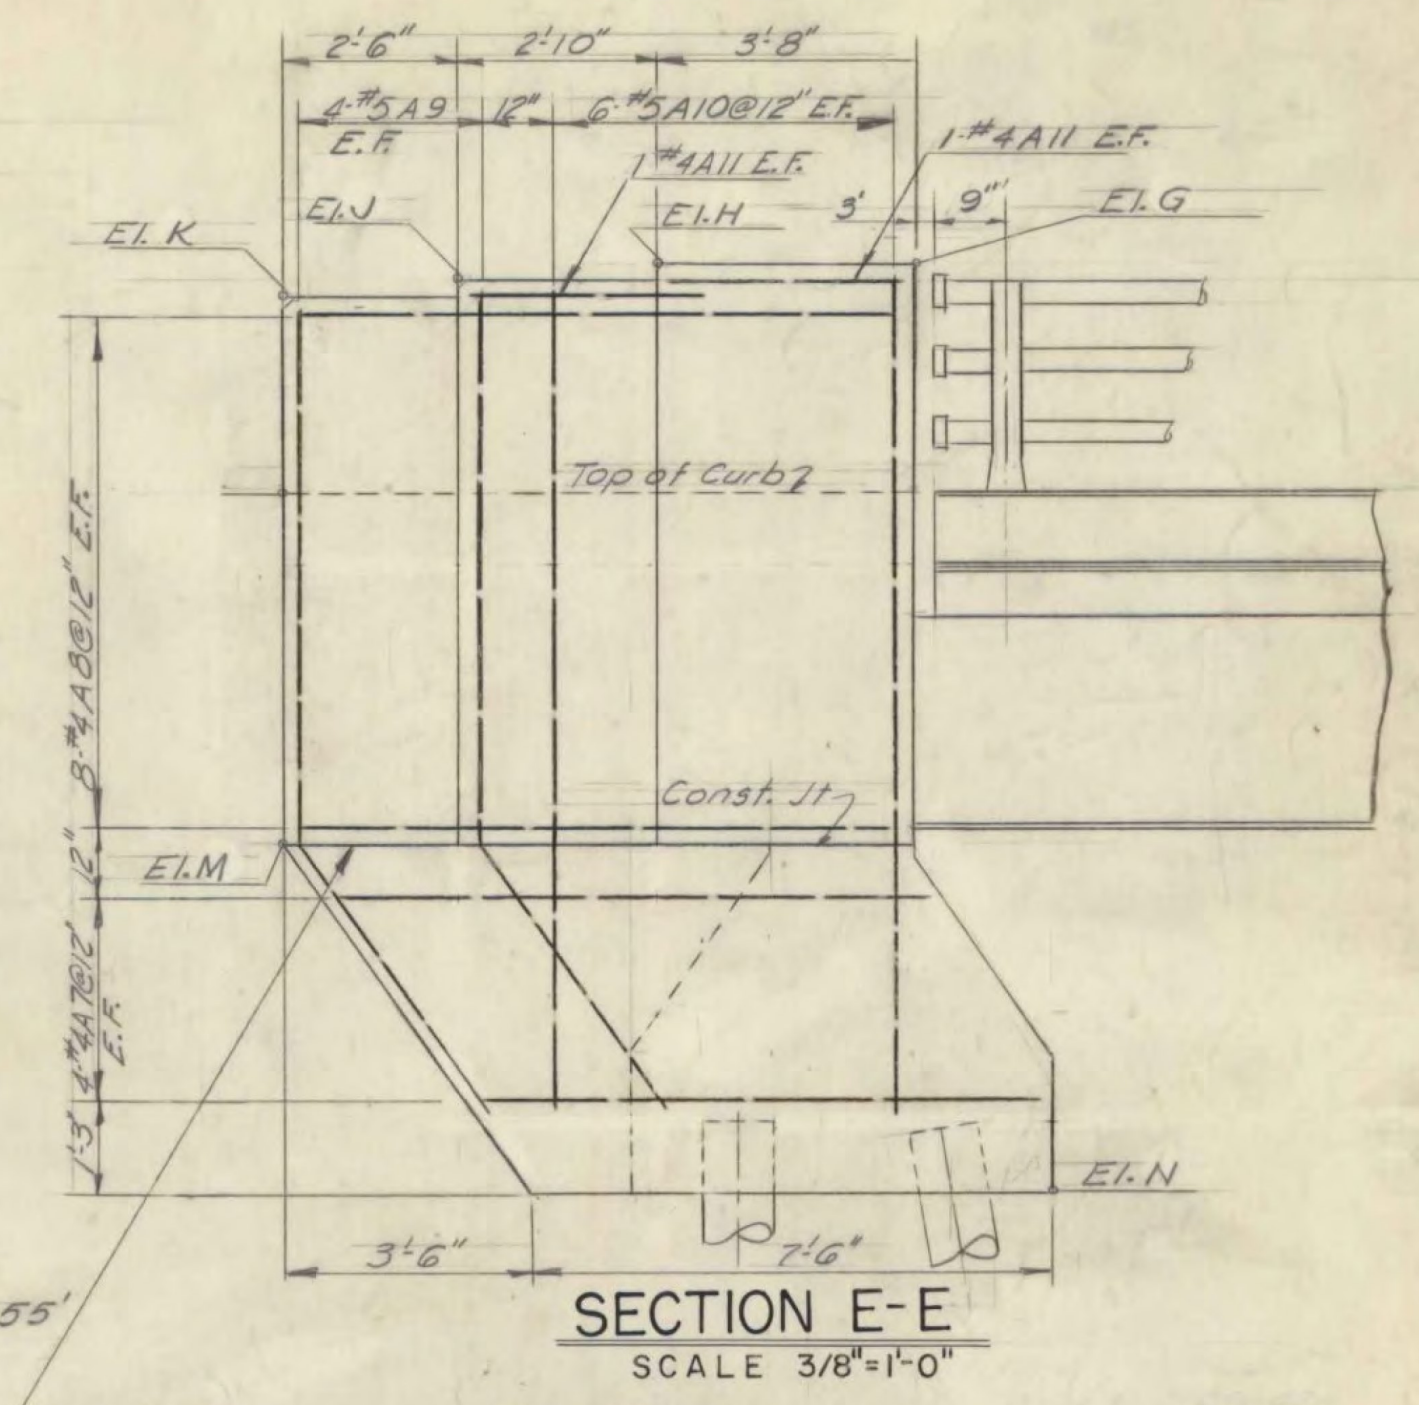 2'-6" 2'-10" 3'-8"
4-#5A9 12" 6-#5A10@12" E.F.
E.F.
1-#4A11 E.F.
1 #4A11 E.F.
El. K
El. J
El. H
3'
9"
El. G
Top of Curb
8-#4A8@12" E.F.
Const. Jt
12"
El. M
4-#4A7@12"
E.F.
1'-3"
El. N
3'-6" 7'-6"
55'
SECTION E-E
SCALE 3/8"=1'-0"